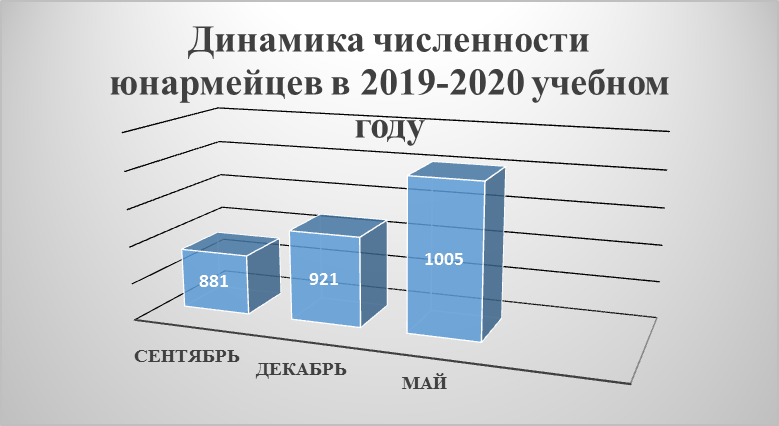 Динамика численности
юнармейцев в 2019-2020 учебном
году
881
921
1005
СЕНТЯБРЬ
ДЕКАБРЬ
МАЙ